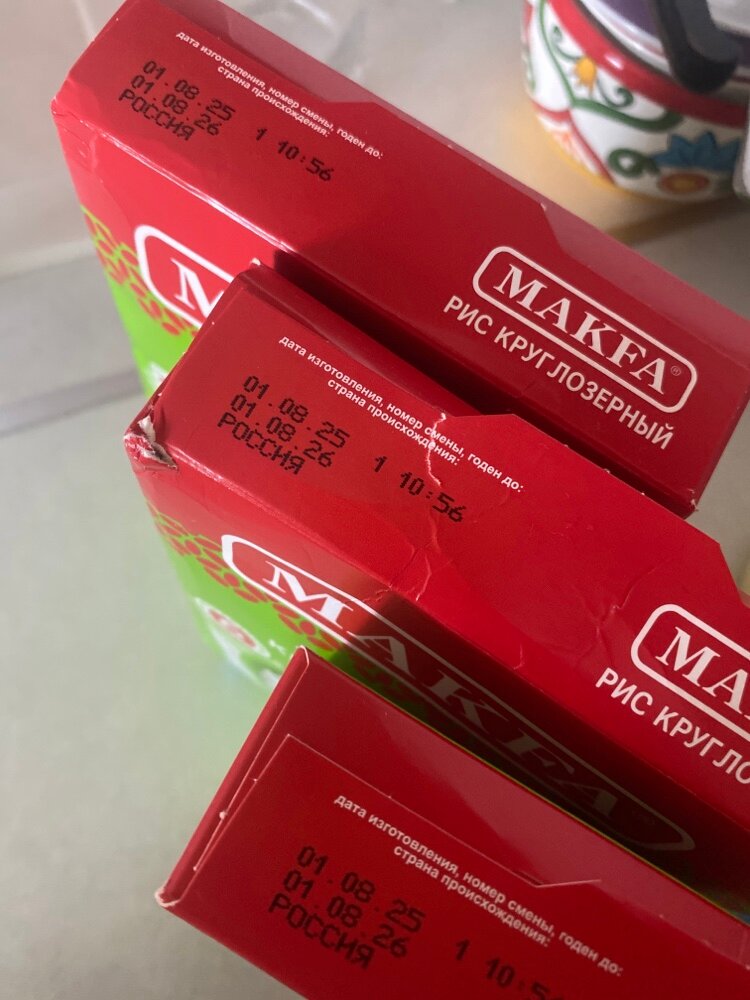 дата изготовления, номер смены, годен до:
страна происхождения:
01.08.25
01.08.26 1 10:56
РОССИЯ
MAKFA®
РИС КРУГЛОЗЕРНЫЙ
дата изготовления, номер смены, годен до:
страна происхождения:
01.08.25
01.08.26 1 10:56
РОССИЯ
MAKFA
РИС КРУГЛОЗ
MAKFA®
дата изготовления, номер смены, годен до:
страна происхождения:
01.08.25
01.08.26 1 10:5
РОССИЯ